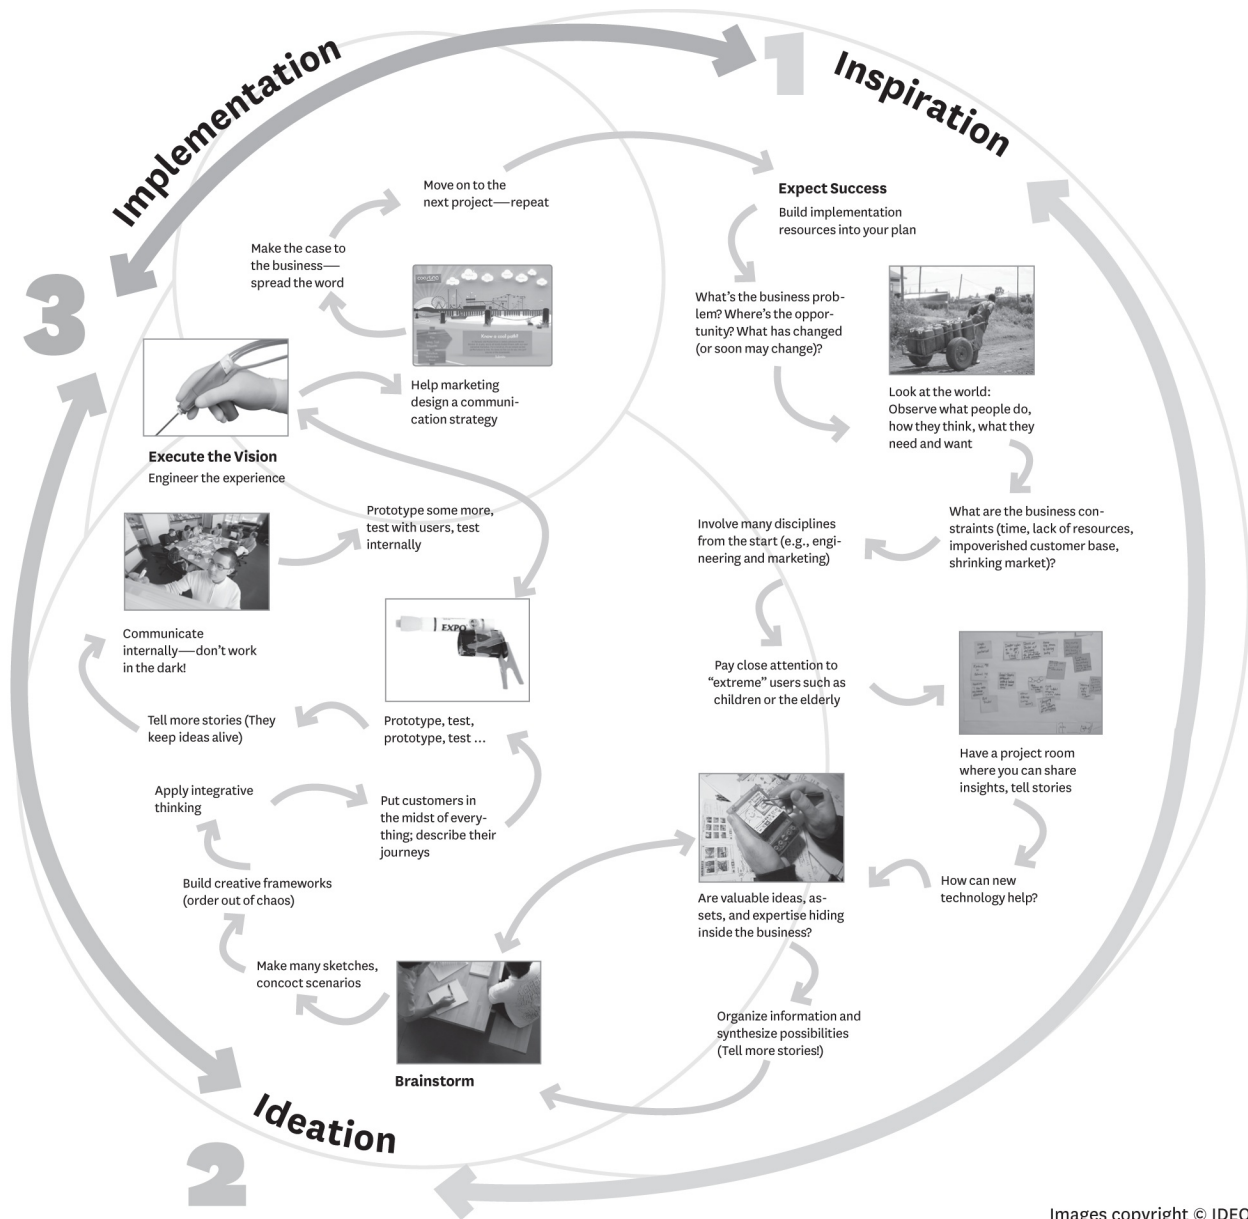 Implementation
1
Inspiration
Expect Success
Build implementation
resources into your plan
What's the business prob-
lem? Where's the oppor-
tunity? What has changed
(or soon may change)?
Look at the world:
Observe what people do,
how they think, what they
need and want
What are the business con-
straints (time, lack of resources,
impoverished customer base,
shrinking market)?
Involve many disciplines
from the start (e.g., engi-
neering and marketing)
Pay close attention to
“extreme” users such as
children or the elderly
Have a project room
where you can share
insights, tell stories
How can new
technology help?
Are valuable ideas, as-
sets, and expertise hiding
inside the business?
Organize information and
synthesize possibilities
(Tell more stories!)
2
Ideation
Brainstorm
Make many sketches,
concoct scenarios
Build creative frameworks
(order out of chaos)
Apply integrative
thinking
Put customers in
the midst of every-
thing; describe their
journeys
EXPO
Prototype, test,
prototype, test ...
Tell more stories (They
keep ideas alive)
Communicate
internally—don't work
in the dark!
Prototype some more,
test with users, test
internally
3
Execute the Vision
Engineer the experience
Help marketing
design a communi-
cation strategy
Make the case to
the business—
spread the word
Move on to the
next project—repeat
Images copyright © IDEO